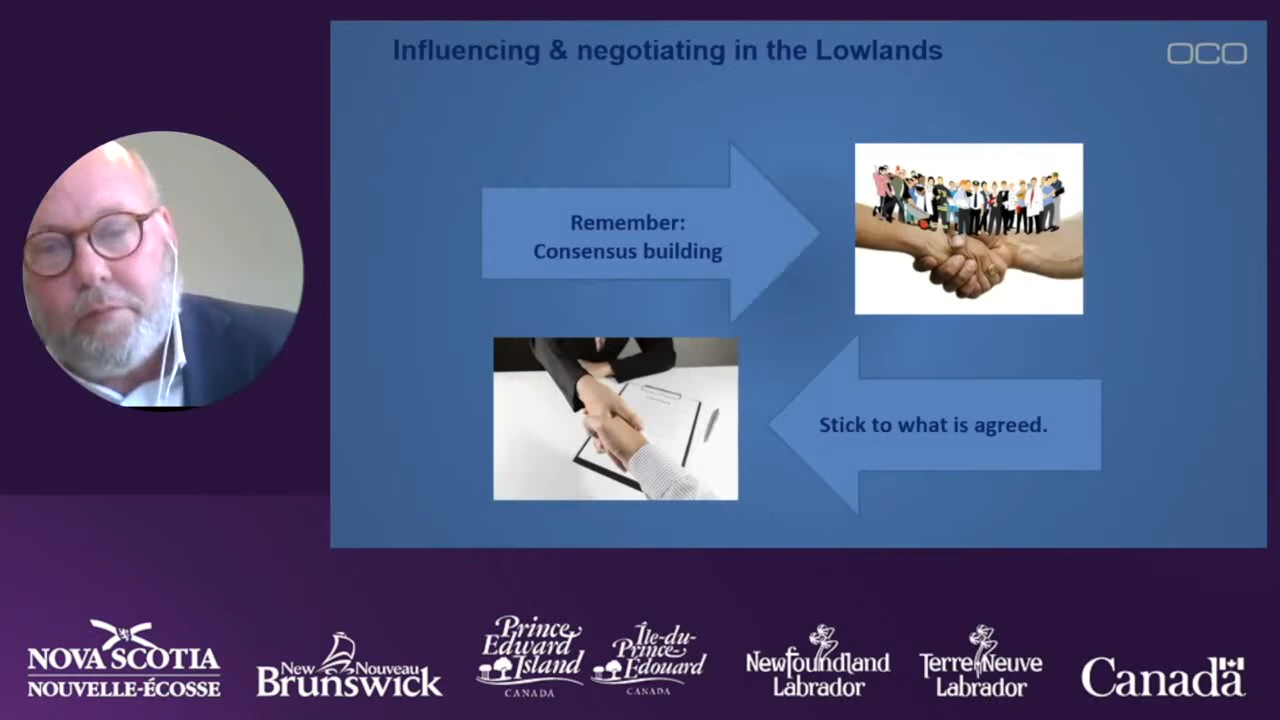 Influencing & negotiating in the Lowlands
OCO
Remember:
Consensus building
Stick to what is agreed.
NOVA SCOTIA
NOUVELLE-ÉCOSSE
New Nouveau
Brunswick
Prince
Edward
Island
CANADA
Île-du-
Prince
Édouard
CANADA
Newfoundland
Labrador
Terre Neuve
Labrador
Canada